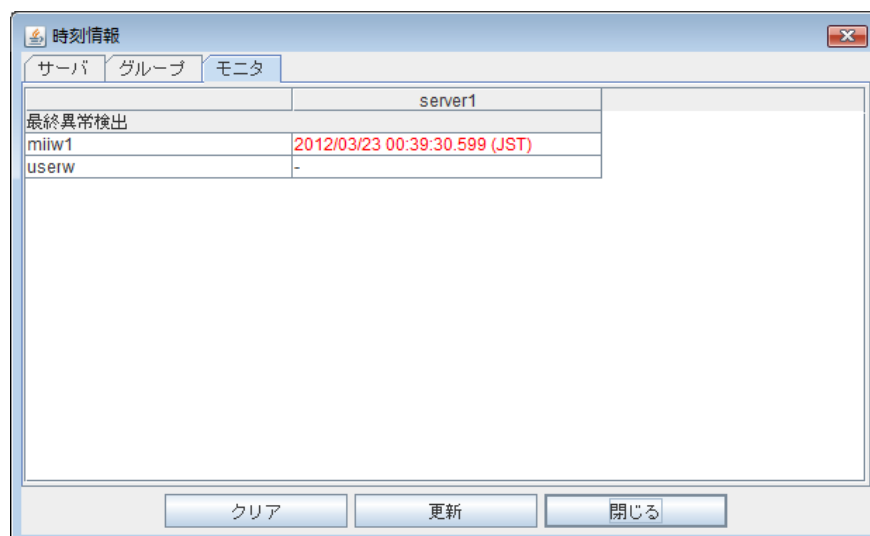 時刻情報
サーバ グループ モニタ
server1
最終異常検出
miiw1 2012/03/23 00:39:30.599 (JST)
userw -
クリア 更新 閉じる